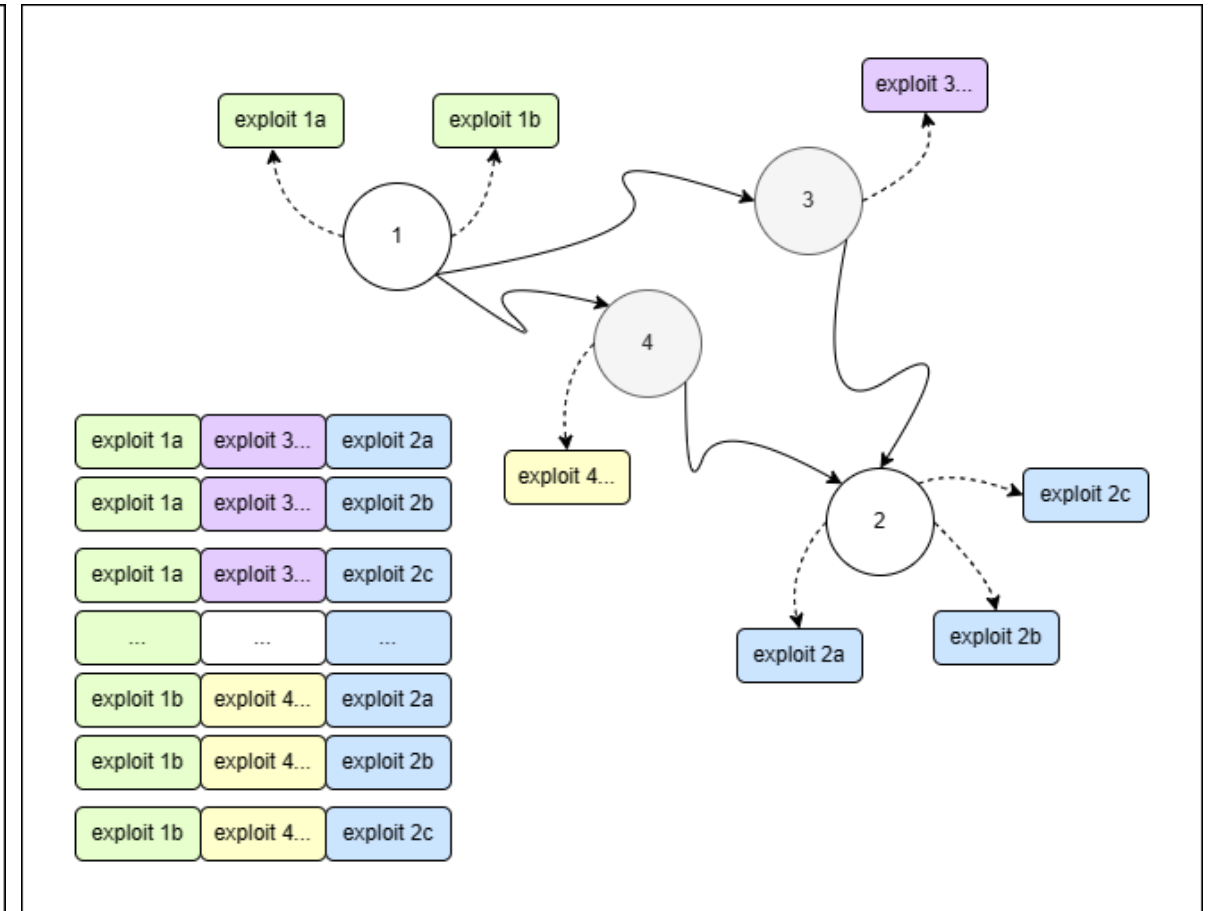 exploit 3...
exploit 1a
exploit 1b
3
1
4
exploit 1a exploit 3... exploit 2a
exploit 4...
exploit 1a exploit 3... exploit 2b
exploit 2c
2
exploit 1a exploit 3... exploit 2c
... ... ...
exploit 2b
exploit 2a
exploit 1b exploit 4... exploit 2a
exploit 1b exploit 4... exploit 2b
exploit 1b exploit 4... exploit 2c